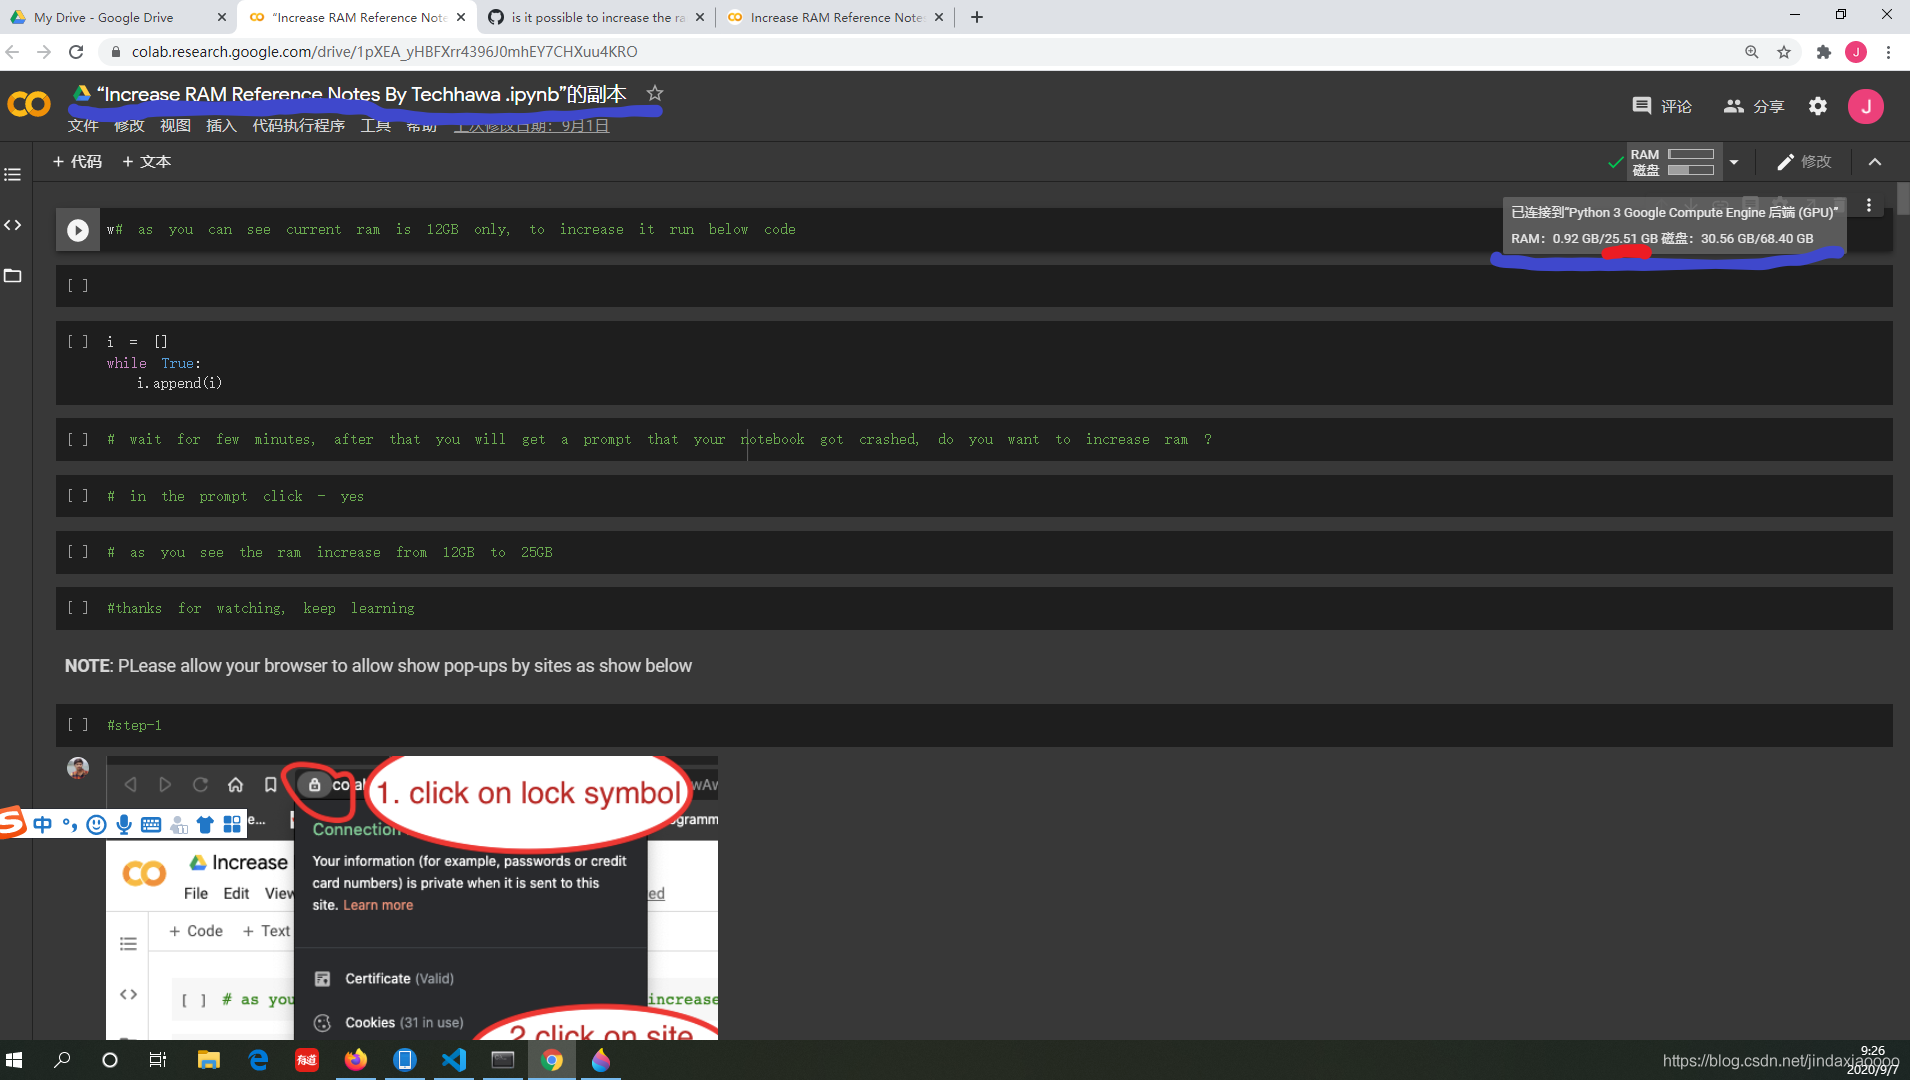 My Drive - Google Drive
“Increase RAM Reference Note
is it possible to increase the ra
Increase RAM Reference Note
colab.research.google.com/drive/1pXEA_yHBFXrr4396J0mhEY7CHXuu4KRO
J
“Increase RAM Reference Notes By Techhawa .ipynb”的副本
评论
分享
J
文件 修改 视图 插入 代码执行程序 工具 帮助 上次修改日期：9月1日
+ 代码 + 文本
RAM
磁盘
修改
已连接到“Python 3 Google Compute Engine 后端 (GPU)”
RAM：0.92 GB/25.51 GB 磁盘：30.56 GB/68.40 GB
w# as you can see current ram is 12GB only, to increase it run below code
[ ]
[ ] i = []
while True:
i.append(i)
[ ] # wait for few minutes, after that you will get a prompt that your notebook got crashed, do you want to increase ram ?
[ ] # in the prompt click - yes
[ ] # as you see the ram increase from 12GB to 25GB
[ ] #thanks for watching, keep learning
NOTE: PLease allow your browser to allow show pop-ups by sites as show below
[ ] #step-1
1. click on lock symbol
中
Connection
Your information (for example, passwords or credit
card numbers) is private when it is sent to this
site. Learn more
Increase
File Edit View
+ Code + Text
[ ] # as you
increase
Certificate (Valid)
Cookies (31 in use)
2.click on site
有道
9:26
2020/9/7
https://blog.csdn.net/jindaxiaoooo